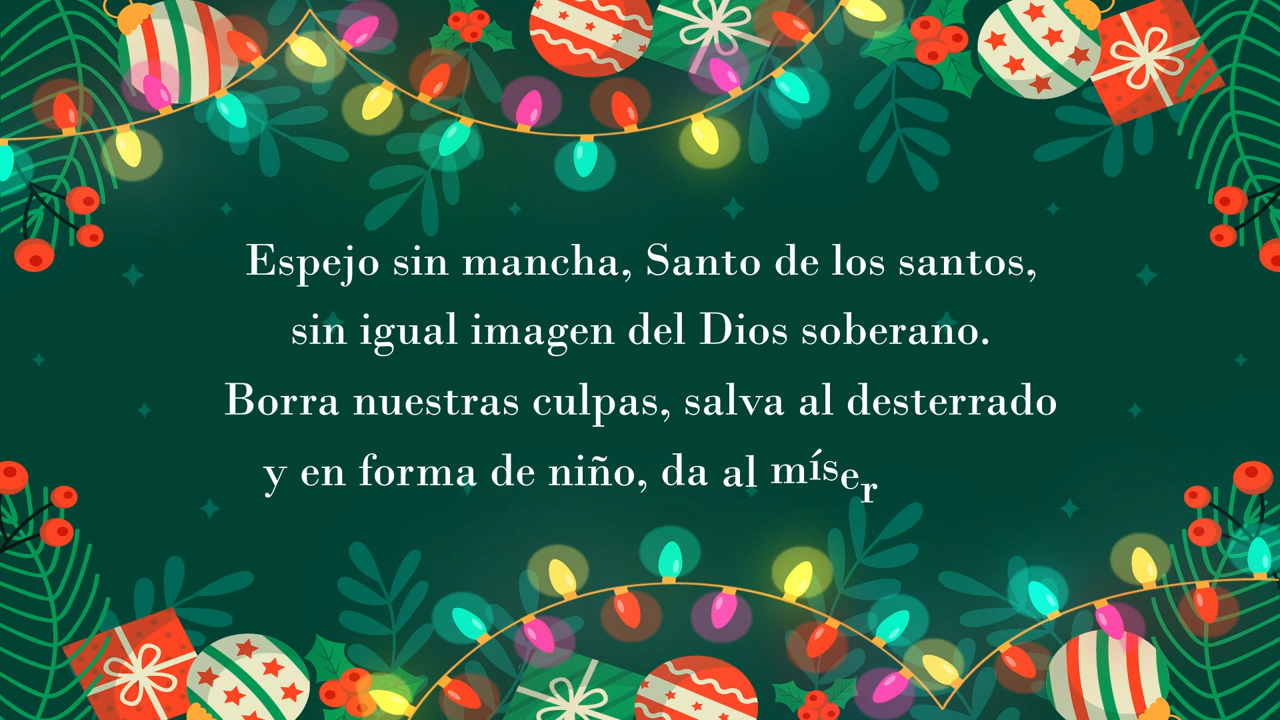 Espejo sin mancha, Santo de los santos,
sin igual imagen del Dios soberano.
Borra nuestras culpas, salva al desterrado
y en forma de niño, da al míser